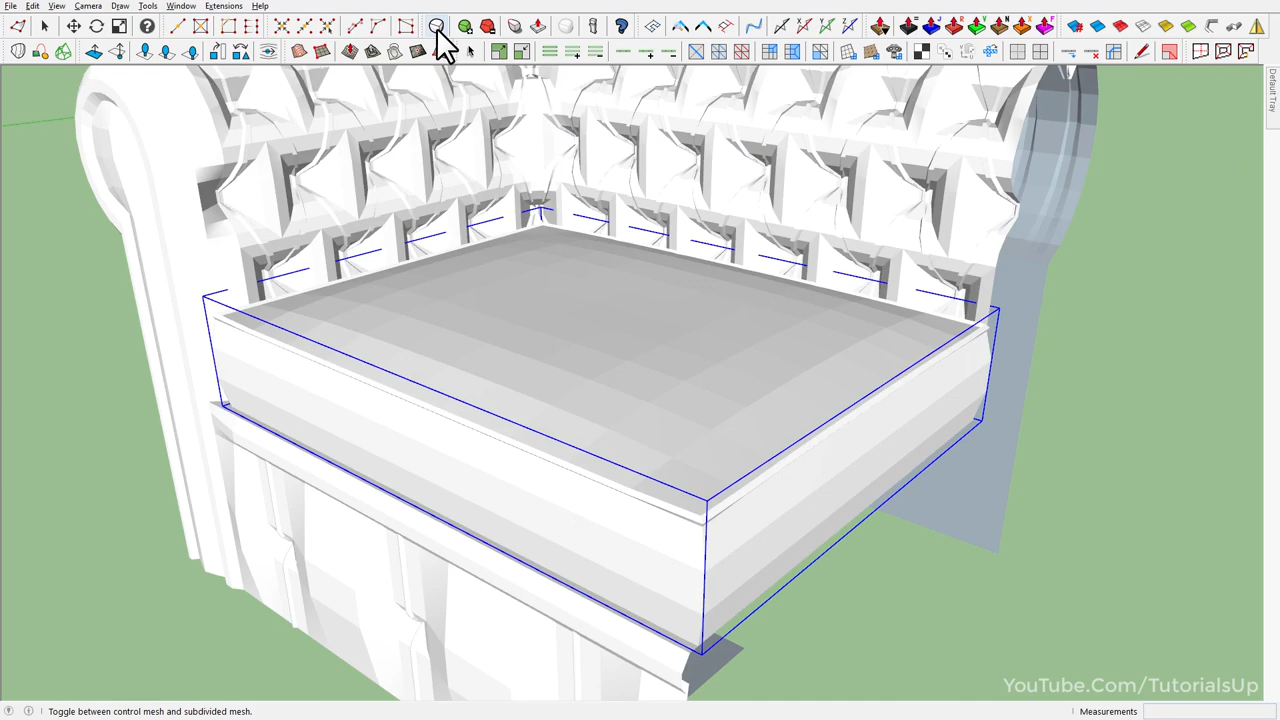 File Edit View Camera Draw Tools Window Extensions Help
Default Tray
YouTube.Com/TutorialsUp
Toggle between control mesh and subdivided mesh.
Measurements